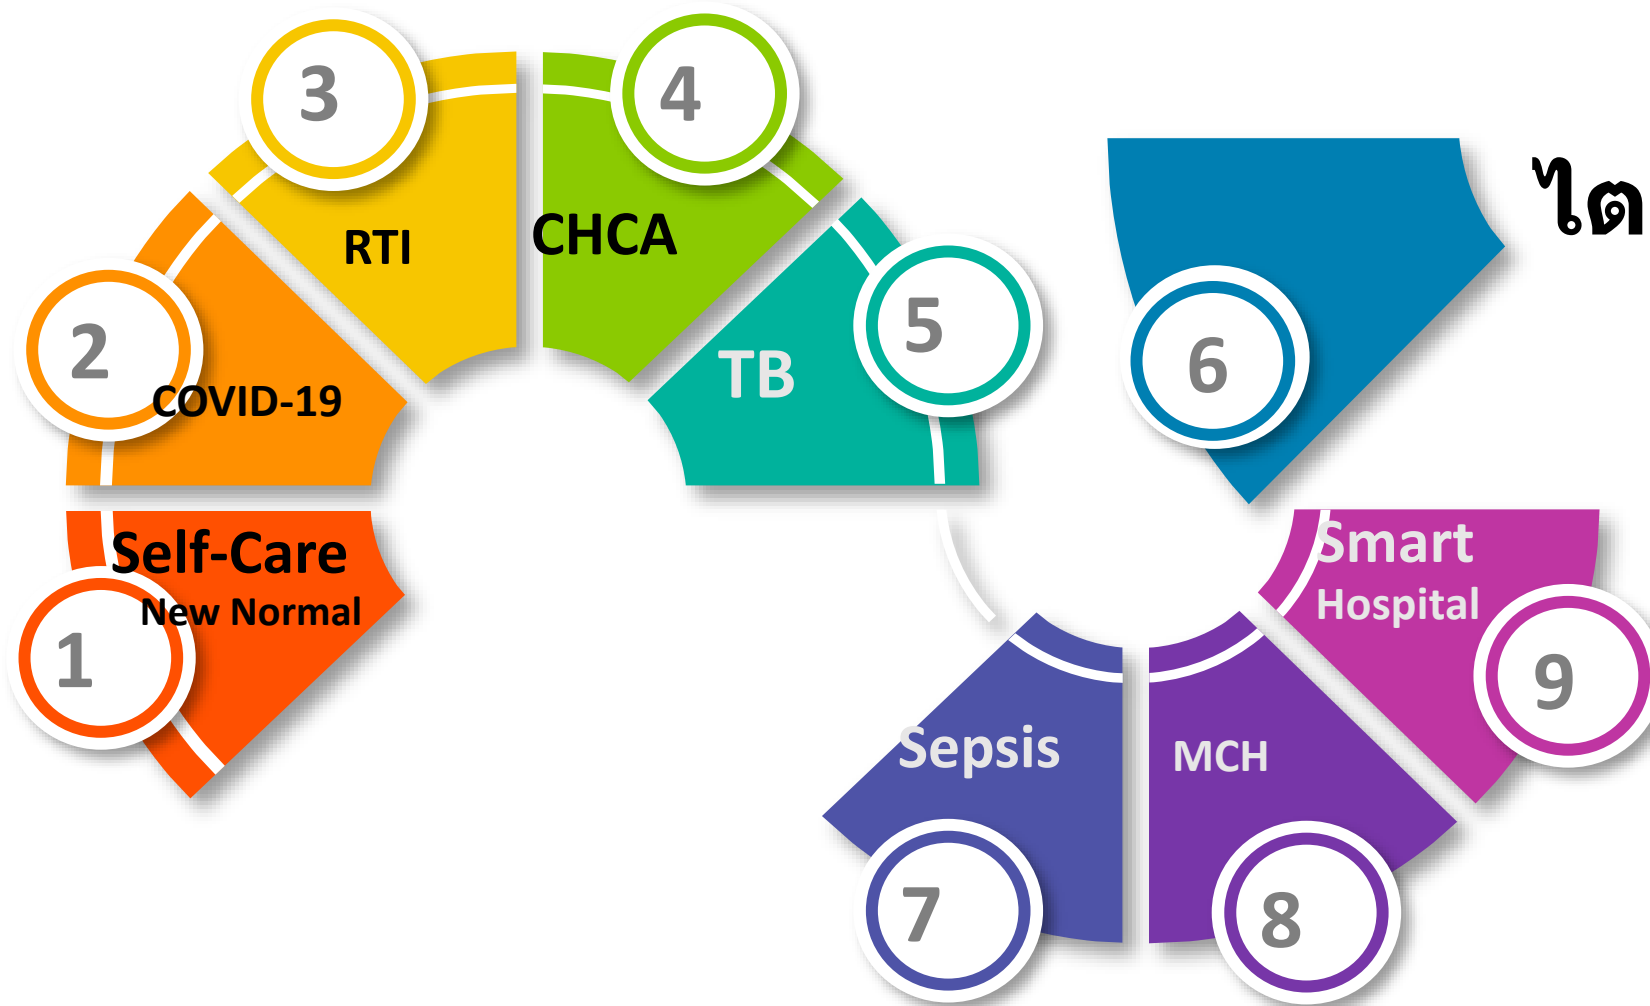 1
Self-Care
New Normal
2
COVID-19
3
RTI
4
CHCA
5
TB
6
ไต
7
Sepsis
8
MCH
9
Smart
Hospital